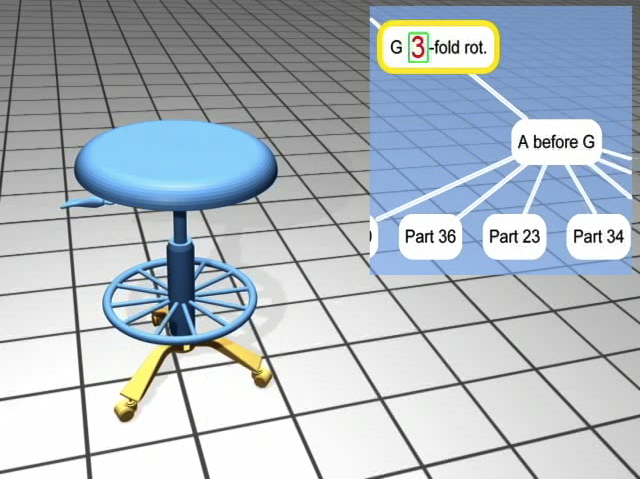 G 3-fold rot.
A before G
Part 36
Part 23
Part 34